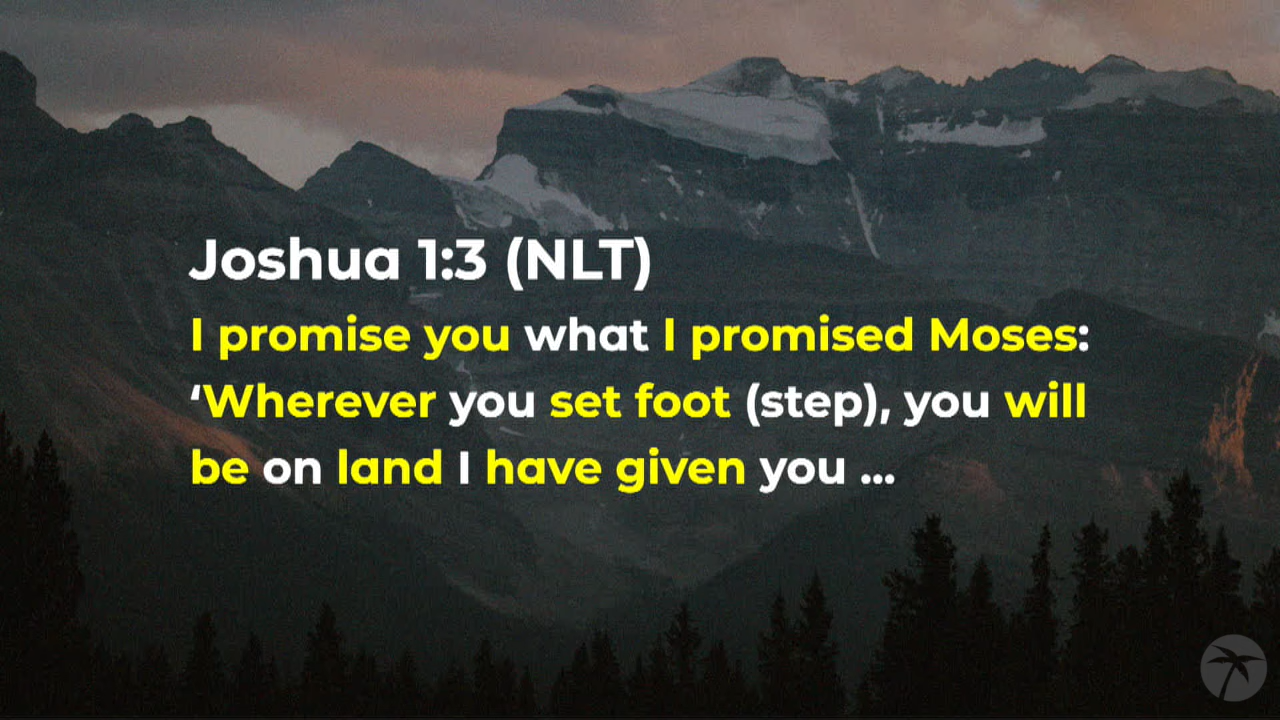 Joshua 1:3 (NLT)
I promise you what I promised Moses:
‘Wherever you set foot (step), you will
be on land I have given you ...